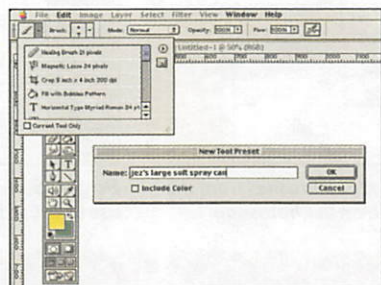 File Edit Image Layer Select Filter View Window Help
Brush: Mode: Normal Opacity: 100% Flow: 100%
Untitled-1 @ 50% (RGB)
Healing Brush 21 pixels
Magnetic Lasso 24 pixels
Crop 5 inch x 4 inch 300 dpi
Fill with Bubbles Pattern
Horizontal Type Myriad Roman 24 pt
Current Tool Only
New Tool Preset
Name: jez's large soft spray can
OK
Include Color
Cancel